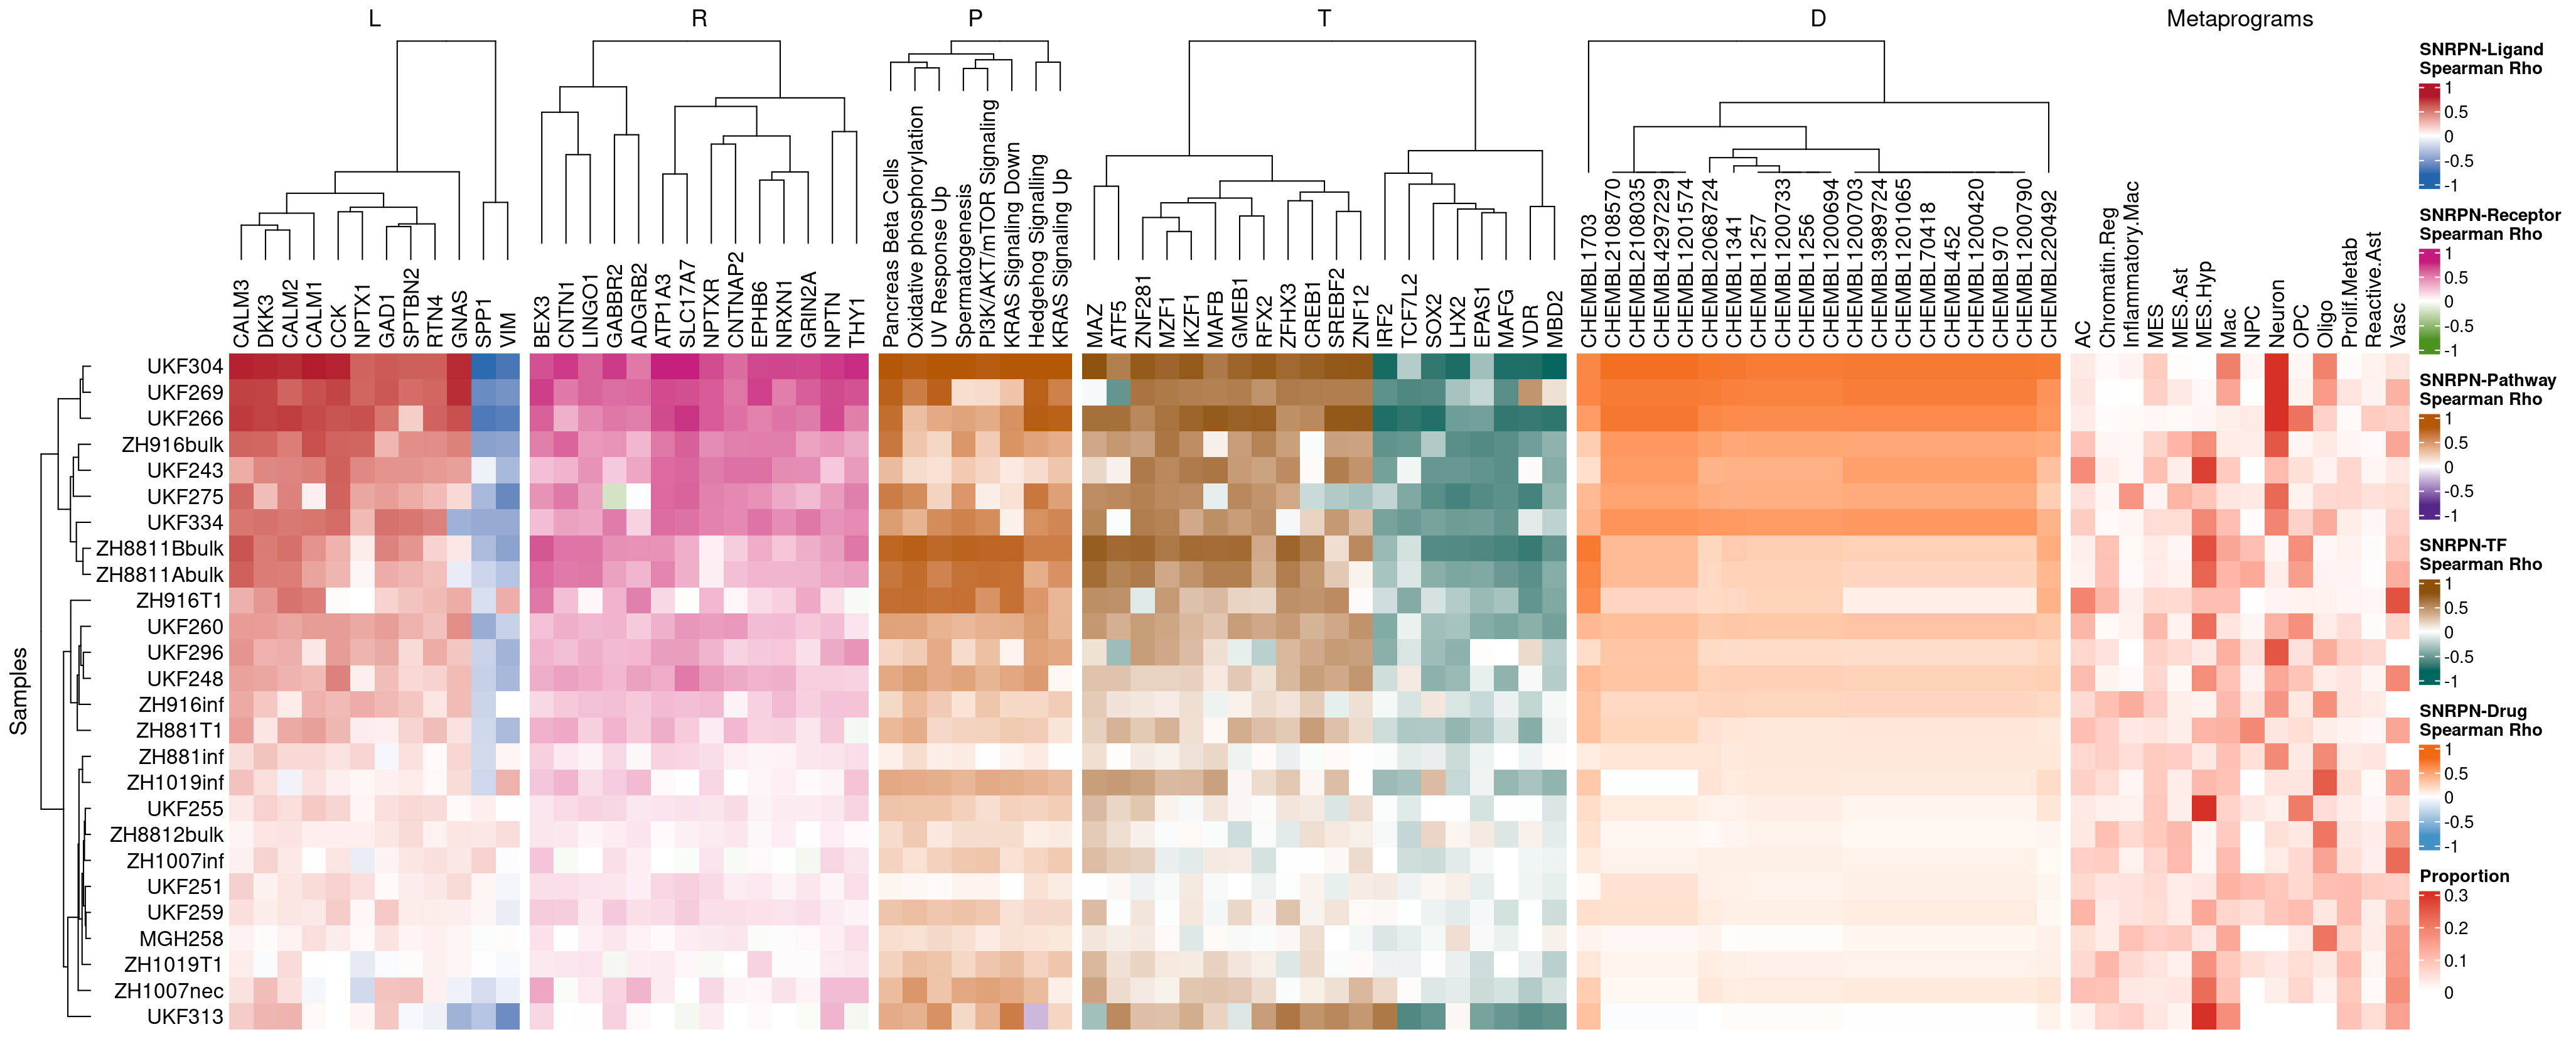 L
R
P
T
D
Metaprograms
CALM3
DKK3
CALM2
CALM1
CCK
NPTX1
GAD1
SPTBN2
RTN4
GNAS
SPP1
VIM
BEX3
CNTN1
LINGO1
GABBR2
ADGRB2
ATP1A3
SLC17A7
NPTXR
CNTNAP2
EPHB6
NRXN1
GRIN2A
NPTN
THY1
Pancreas Beta Cells
Oxidative phosphorylation
UV Response Up
Spermatogenesis
PI3K/AKT/mTOR Signaling
KRAS Signaling Down
Hedgehog Signalling
KRAS Signaling Up
MAZ
ATF5
ZNF281
MZF1
IKZF1
MAFB
GMEB1
RFX2
ZFHX3
CREB1
SREBF2
ZNF12
IRF2
TCF7L2
SOX2
LHX2
EPAS1
MAFG
VDR
MBD2
CHEMBL1703
CHEMBL2108570
CHEMBL2108035
CHEMBL4297229
CHEMBL1201574
CHEMBL2068724
CHEMBL1341
CHEMBL1257
CHEMBL1200733
CHEMBL1256
CHEMBL1200694
CHEMBL1200703
CHEMBL3989724
CHEMBL1201065
CHEMBL70418
CHEMBL452
CHEMBL1200420
CHEMBL970
CHEMBL1200790
CHEMBL220492
AC
Chromatin.Reg
Inflammatory.Mac
MES
MES.Ast
MES.Hyp
Mac
NPC
Neuron
OPC
Oligo
Prolif.Metab
Reactive.Ast
Vasc
Samples
UKF304
UKF269
UKF266
ZH916bulk
UKF243
UKF275
UKF334
ZH8811Bbulk
ZH8811Abulk
ZH916T1
UKF260
UKF296
UKF248
ZH916inf
ZH881T1
ZH881inf
ZH1019inf
UKF255
ZH8812bulk
ZH1007inf
UKF251
UKF259
MGH258
ZH1019T1
ZH1007nec
UKF313
SNRPN-Ligand
Spearman Rho
1
0.5
0
-0.5
-1
SNRPN-Receptor
Spearman Rho
1
0.5
0
-0.5
-1
SNRPN-Pathway
Spearman Rho
1
0.5
0
-0.5
-1
SNRPN-TF
Spearman Rho
1
0.5
0
-0.5
-1
SNRPN-Drug
Spearman Rho
1
0.5
0
-0.5
-1
Proportion
0.3
0.2
0.1
0